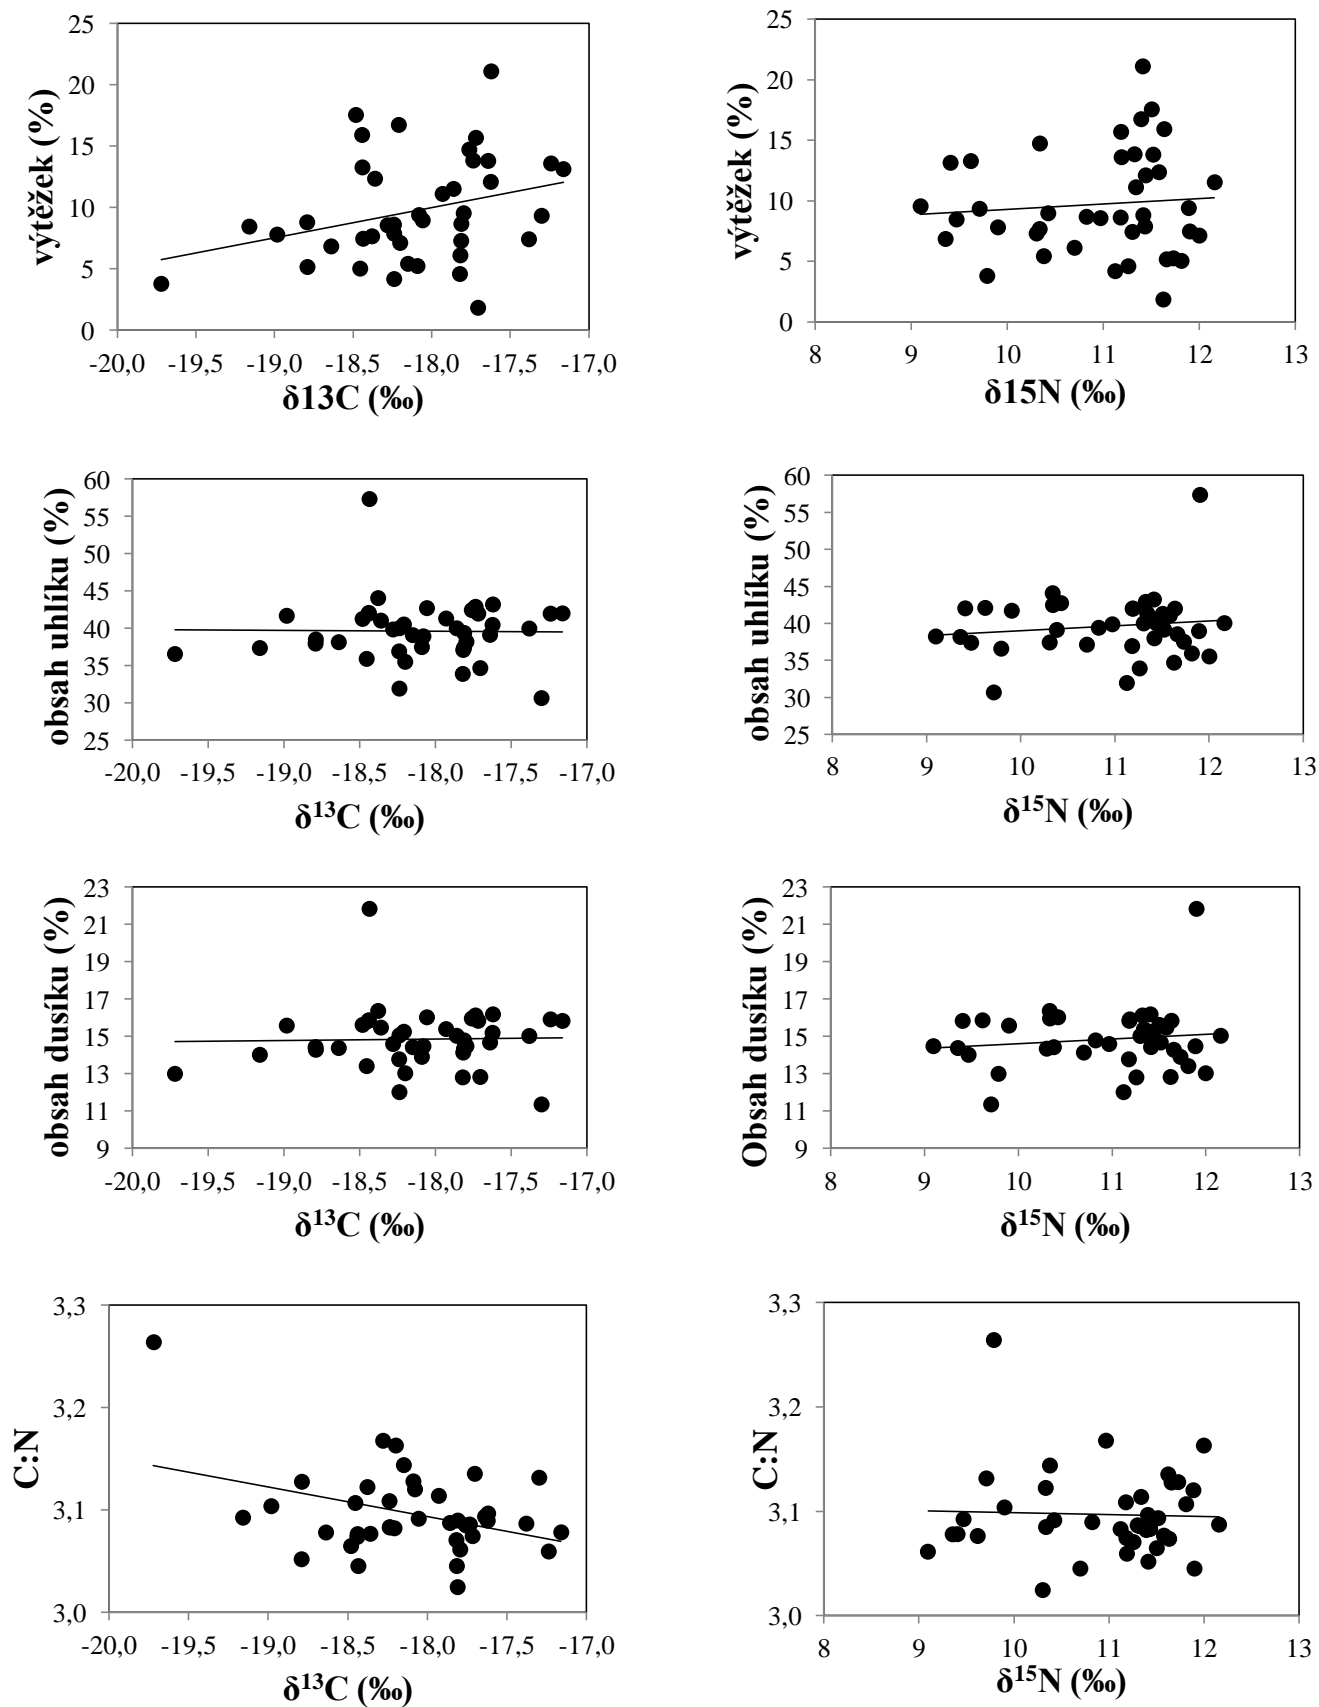 25
20
15
10
5
0
výtěžek (%)
-20,0 -19,5 -19,0 -18,5 -18,0 -17,5 -17,0
δ13C (‰)
25
20
15
10
5
0
výtěžek (%)
8 9 10 11 12 13
δ15N (‰)
60
55
50
45
40
35
30
25
obsah uhlíku (%)
-20,0 -19,5 -19,0 -18,5 -18,0 -17,5 -17,0
δ¹³C (‰)
60
55
50
45
40
35
30
25
obsah uhlíku (%)
8 9 10 11 12 13
δ¹⁵N (‰)
23
21
19
17
15
13
11
9
obsah dusíku (%)
-20,0 -19,5 -19,0 -18,5 -18,0 -17,5 -17,0
δ¹³C (‰)
23
21
19
17
15
13
11
9
Obsah dusíku (%)
8 9 10 11 12 13
δ¹⁵N (‰)
3,3
3,2
3,1
3,0
C:N
-20,0 -19,5 -19,0 -18,5 -18,0 -17,5 -17,0
δ¹³C (‰)
3,3
3,2
3,1
3,0
C:N
8 9 10 11 12 13
δ¹⁵N (‰)